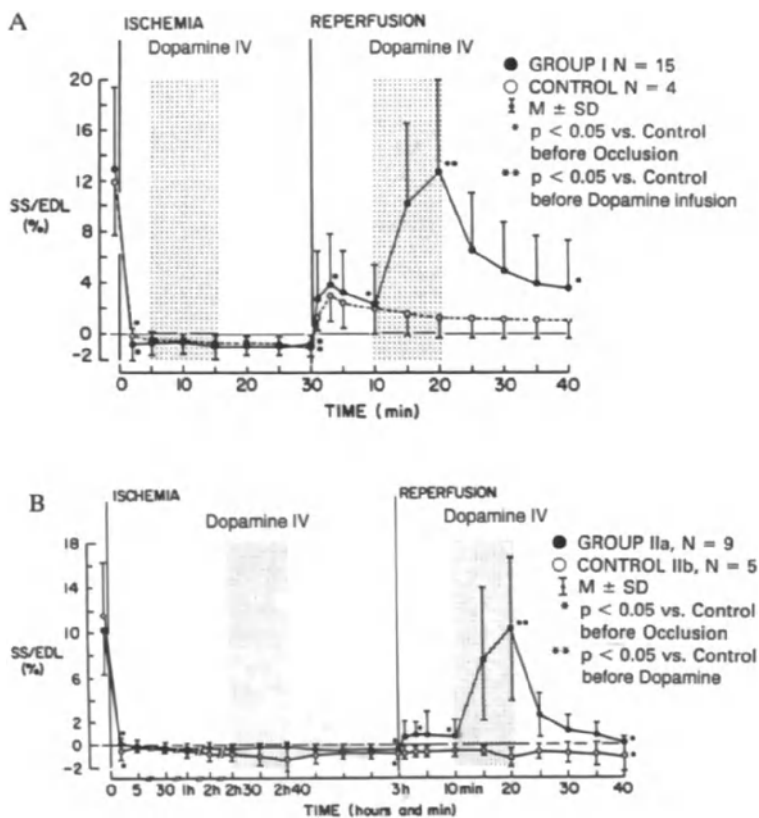 A
ISCHEMIA
REPERFUSION
Dopamine IV
Dopamine IV
● GROUP I N = 15
○ CONTROL N = 4
M ± SD
* p < 0.05 vs. Control
before Occlusion
** p < 0.05 vs. Control
before Dopamine infusion
SS/EDL
(%)
20
16
12
8
4
0
-2
0 10 20 30 10 20 30 40
TIME (min)
B
ISCHEMIA
REPERFUSION
Dopamine IV
Dopamine IV
● GROUP IIa, N = 9
○ CONTROL IIb, N = 5
M ± SD
* p < 0.05 vs. Control
before Occlusion
** p < 0.05 vs. Control
before Dopamine
SS/EDL
(%)
18
14
10
6
2
0
-2
0 5 30 1h 2h 2h30 2h40 3h 10min 20 30 40
TIME (hours and min)